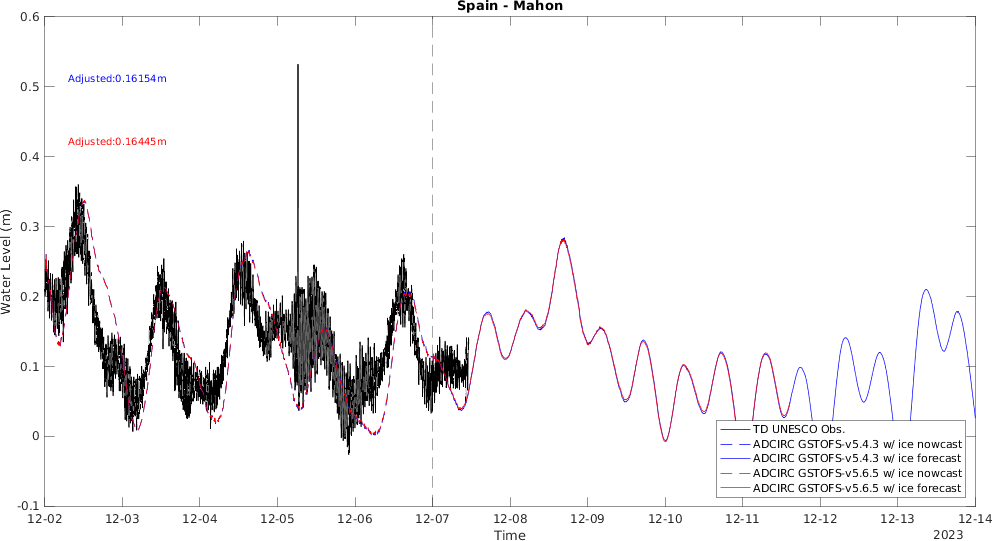 Spain - Mahon
0.6
0.5
0.4
0.3
0.2
0.1
0
-0.1
Water Level (m)
Adjusted:0.16154m
Adjusted:0.16445m
TD UNESCO Obs.
ADCIRC GSTOFS-v5.4.3 w/ ice nowcast
ADCIRC GSTOFS-v5.4.3 w/ ice forecast
ADCIRC GSTOFS-v5.6.5 w/ ice nowcast
ADCIRC GSTOFS-v5.6.5 w/ ice forecast
12-02 12-03 12-04 12-05 12-06 12-07 12-08 12-09 12-10 12-11 12-12 12-13 12-14
Time
2023